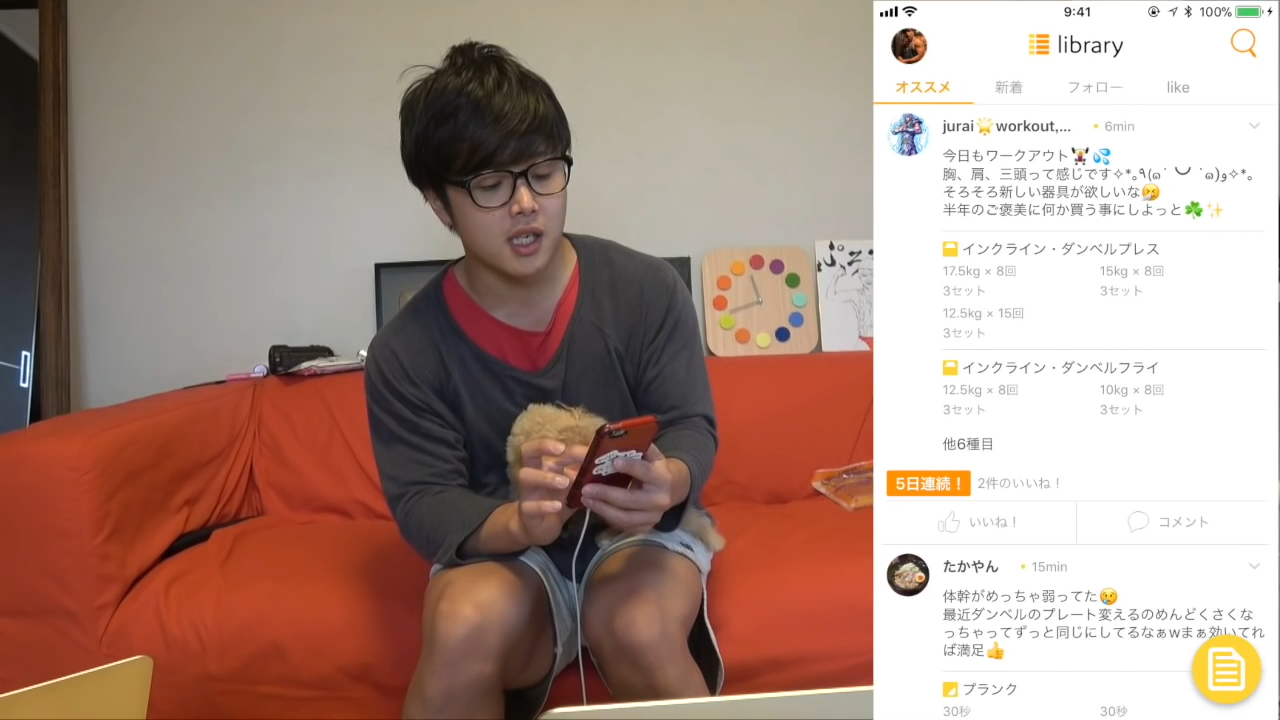 9:41
100%
library
オススメ 新着 フォロー like
jurai🌟workout,... 6min
今日もワークアウト🏋️💦
胸、肩、三頭って感じです✧*｡٩(ɷ˙ ╰╯ ˙ɷ)و✧*｡
そろそろ新しい器具が欲しいな🤧
半年のご褒美に何か買う事にしよっと🍀✨
インクライン・ダンベルプレス
17.5kg × 8回 15kg × 8回
3セット 3セット
12.5kg × 15回
3セット
インクライン・ダンベルフライ
12.5kg × 8回 10kg × 8回
3セット 3セット
他6種目
5日連続！ 2件のいいね！
いいね！ コメント
たかやん 15min
体幹がめっちゃ弱ってた😢
最近ダンベルのプレート変えるのめんどくさくな
っちゃってずっと同じにしてるなぁwまぁ効いてれ
ば満足👍
プランク
30秒 30秒